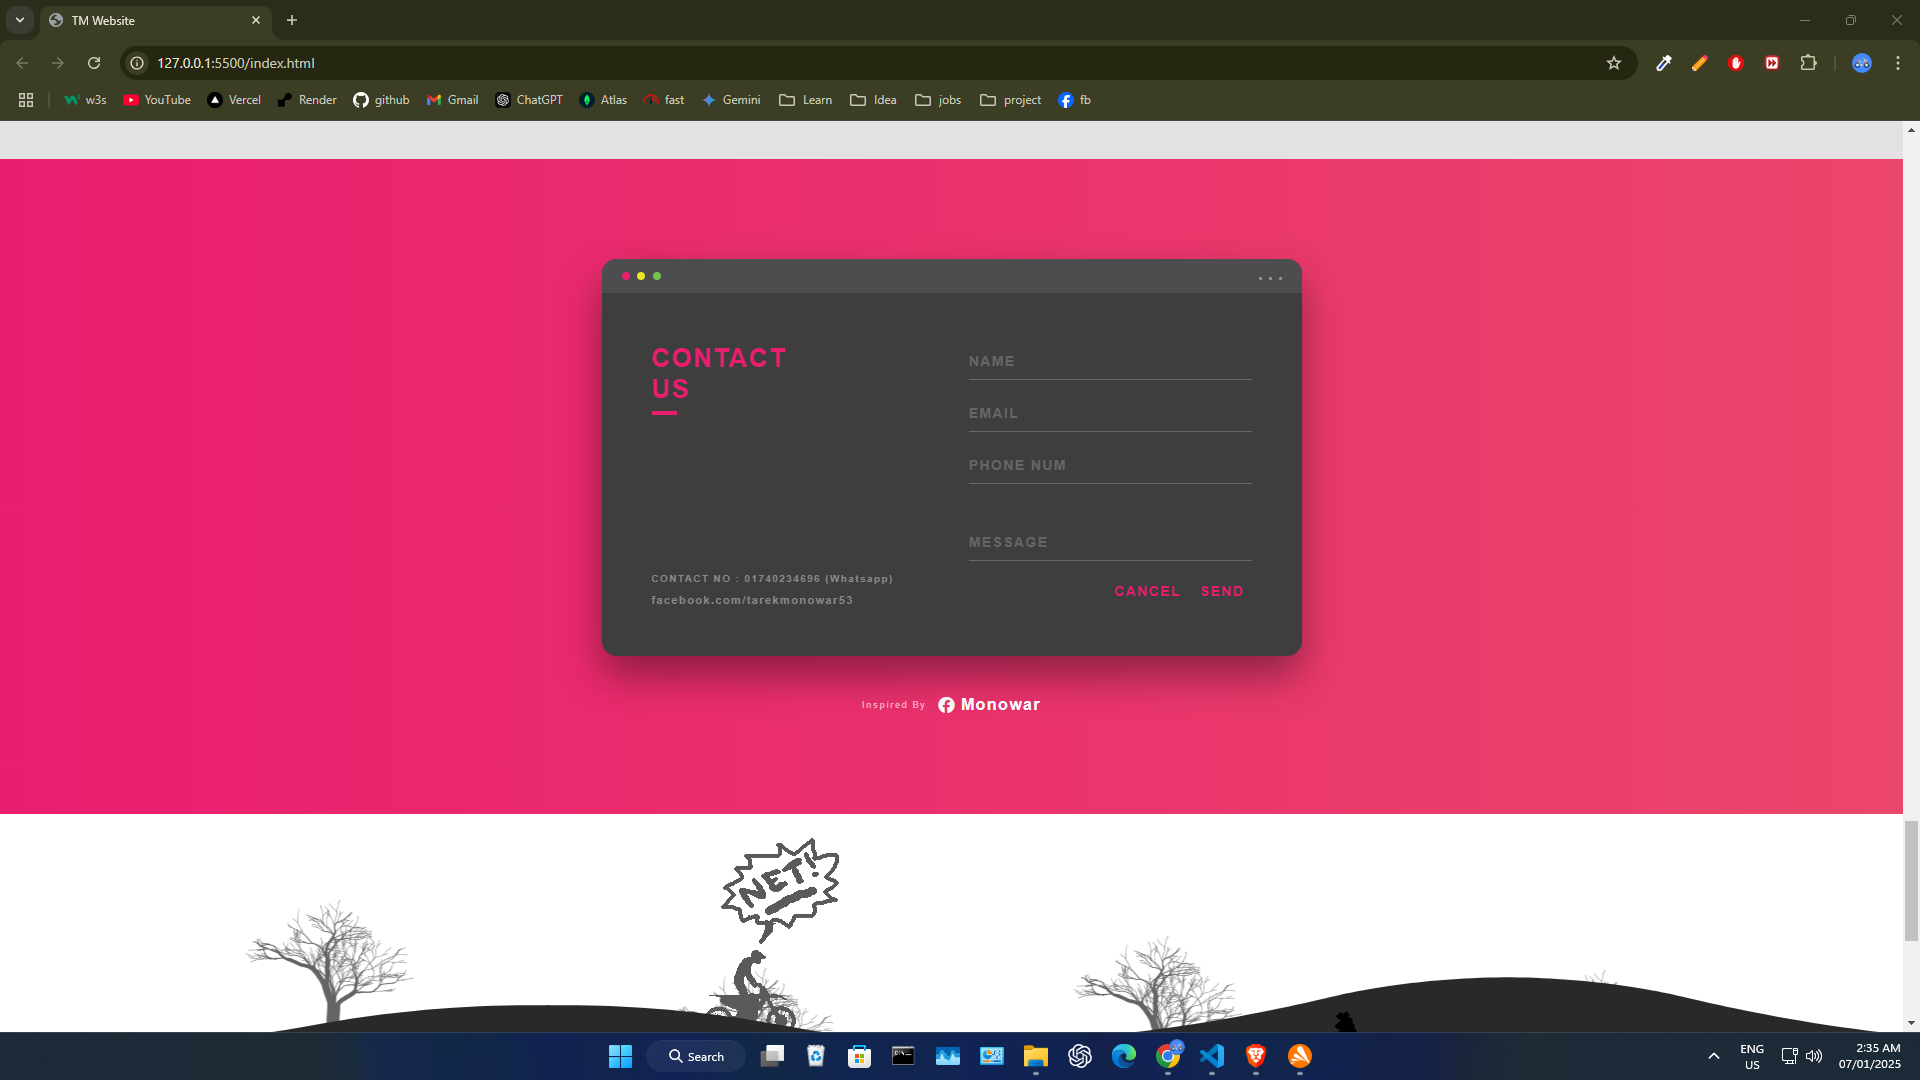 TM Website
127.0.0.1:5500/index.html
w3s YouTube Vercel Render github Gmail ChatGPT Atlas fast Gemini Learn Idea jobs project fb
CONTACT
US
NAME
EMAIL
PHONE NUM
MESSAGE
CONTACT NO : 01740234696 (Whatsapp)
facebook.com/tarekmonowar53
CANCEL SEND
Inspired By Monowar
NET!
Search
ENG
US
2:35 AM
07/01/2025